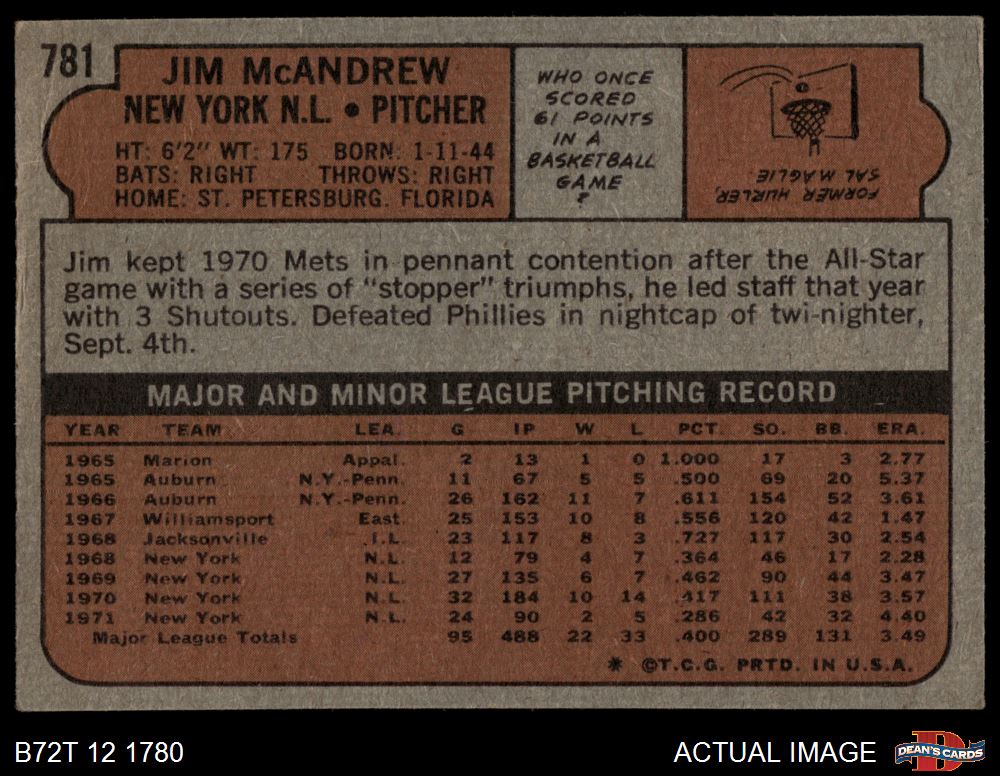 781
JIM McANDREW
NEW YORK N.L. • PITCHER
HT: 6'2" WT: 175 BORN: 1-11-44
BATS: RIGHT THROWS: RIGHT
HOME: ST. PETERSBURG. FLORIDA
WHO ONCE
SCORED
61 POINTS
IN A
BASKETBALL
GAME
?
FORMER HURLER,
SAL MAGLIE
Jim kept 1970 Mets in pennant contention after the All-Star
game with a series of "stopper" triumphs, he led staff that year
with 3 Shutouts. Defeated Phillies in nightcap of twi-nighter,
Sept. 4th.
MAJOR AND MINOR LEAGUE PITCHING RECORD
YEAR TEAM LEA. G IP W L PCT. SO. BB. ERA.
1965 Marion Appal. 2 13 1 0 1.000 17 3 2.77
1965 Auburn N.Y.-Penn. 11 67 5 5 .500 69 20 5.37
1966 Auburn N.Y.-Penn. 26 162 11 7 .611 154 52 3.61
1967 Williamsport East. 25 153 10 8 .556 120 42 1.47
1968 Jacksonville I.L. 23 117 8 3 .727 117 30 2.54
1968 New York N.L. 12 79 4 7 .364 46 17 2.28
1969 New York N.L. 27 135 6 7 .462 90 44 3.47
1970 New York N.L. 32 184 10 14 .417 111 38 3.57
1971 New York N.L. 24 90 2 5 .286 42 32 4.40
Major League Totals 95 488 22 33 .400 289 131 3.49
* ©T.C.G. PRTD. IN U.S.A.
B72T 12 1780
ACTUAL IMAGE
DEAN'S CARDS